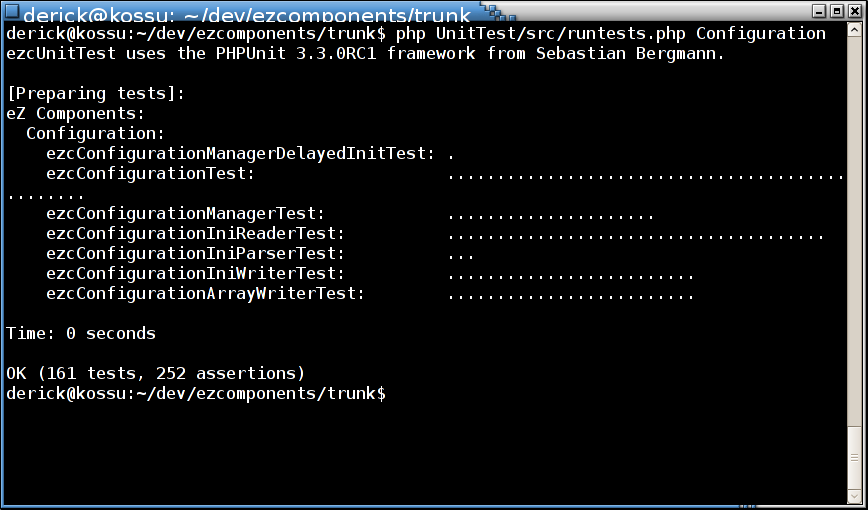 derick@kossu: ~/dev/ezcomponents/trunk
derick@kossu:~/dev/ezcomponents/trunk$ php UnitTest/src/runtests.php Configuration
ezcUnitTest uses the PHPUnit 3.3.0RC1 framework from Sebastian Bergmann.
[Preparing tests]:
eZ Components:
  Configuration:
    ezcConfigurationManagerDelayedInitTest: .
    ezcConfigurationTest:                   ........................................
........
    ezcConfigurationManagerTest:            .....................
    ezcConfigurationIniReaderTest:          ......................................
    ezcConfigurationIniParserTest:          ...
    ezcConfigurationIniWriterTest:          .........................
    ezcConfigurationArrayWriterTest:        .........................
Time: 0 seconds
OK (161 tests, 252 assertions)
derick@kossu:~/dev/ezcomponents/trunk$